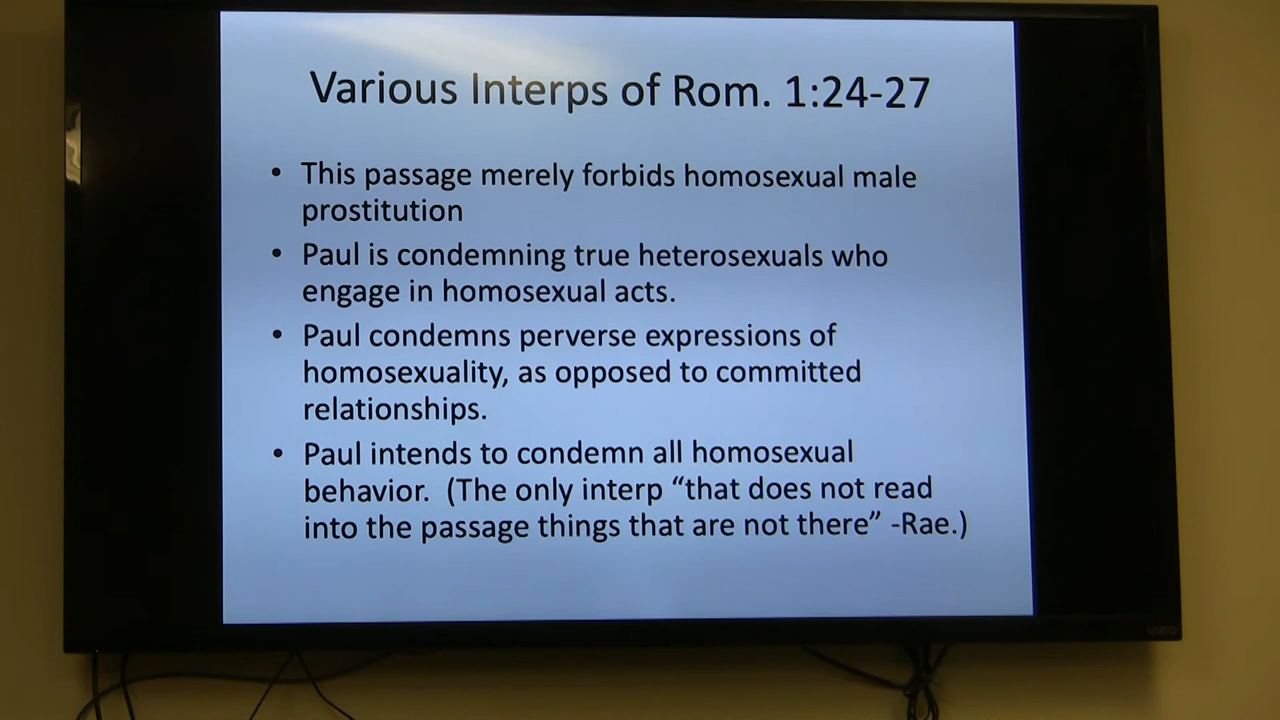 Various Interps of Rom. 1:24-27
• This passage merely forbids homosexual male
prostitution
• Paul is condemning true heterosexuals who
engage in homosexual acts.
• Paul condemns perverse expressions of
homosexuality, as opposed to committed
relationships.
• Paul intends to condemn all homosexual
behavior. (The only interp “that does not read
into the passage things that are not there” -Rae.)
VIZIO